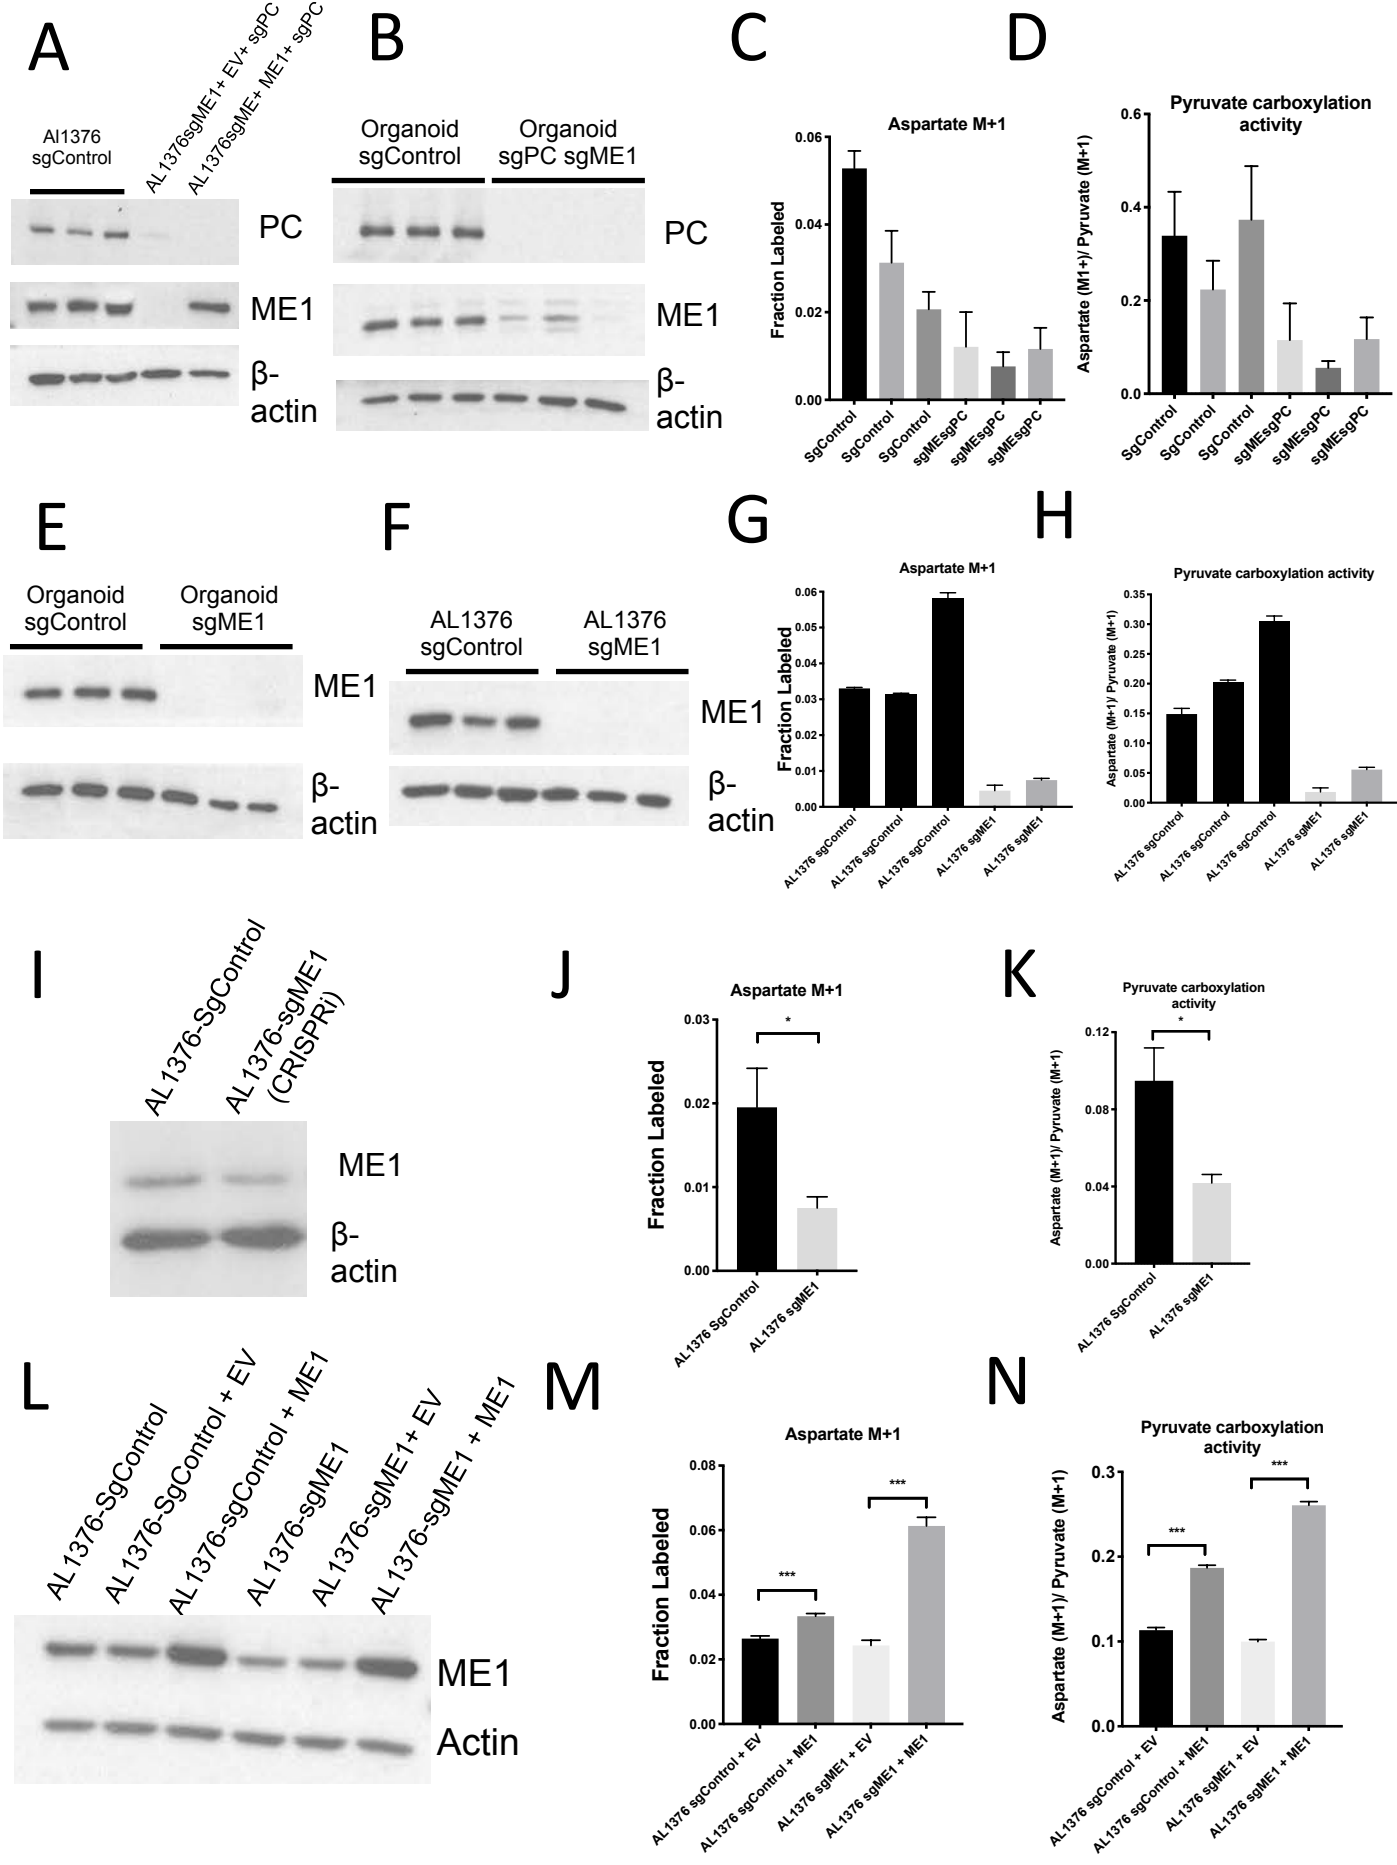 A
Al1376
sgControl
AL1376sgME1+ EV+ sgPC
AL1376sgME+ ME1+ sgPC
PC
ME1
β-
actin
B
Organoid
sgControl
Organoid
sgPC sgME1
PC
ME1
β-
actin
C
Aspartate M+1
Fraction Labeled
0.06
0.04
0.02
0.00
SgControl
SgControl
SgControl
sgMEsgPC
sgMEsgPC
sgMEsgPC
D
Pyruvate carboxylation
activity
Aspartate (M1+)/ Pyruvate (M+1)
0.6
0.4
0.2
0.0
SgControl
SgControl
SgControl
sgMEsgPC
sgMEsgPC
sgMEsgPC
E
Organoid
sgControl
Organoid
sgME1
ME1
β-
actin
F
AL1376
sgControl
AL1376
sgME1
ME1
β-
actin
G
Aspartate M+1
Fraction Labeled
0.06
0.05
0.04
0.03
0.02
0.01
0.00
AL1376 sgControl
AL1376 sgControl
AL1376 sgControl
AL1376 sgME1
AL1376 sgME1
H
Pyruvate carboxylation activity
Aspartate (M+1)/ Pyruvate (M+1)
0.35
0.30
0.25
0.20
0.15
0.10
0.05
0.00
AL1376 sgControl
AL1376 sgControl
AL1376 sgControl
AL1376 sgME1
AL1376 sgME1
I
AL1376-SgControl
AL1376-sgME1
(CRISPRi)
ME1
β-
actin
J
Aspartate M+1
Fraction Labeled
0.03
0.02
0.01
0.00
*
AL1376 SgControl
AL1376 sgME1
K
Pyruvate carboxylation
activity
Aspartate (M+1)/ Pyruvate (M+1)
0.12
0.08
0.04
0.00
*
AL1376 SgControl
AL1376 sgME1
L
AL1376-SgControl
AL1376-SgControl + EV
AL1376-sgControl + ME1
AL1376-sgME1
AL1376-sgME1+ EV
AL1376-sgME1 + ME1
ME1
Actin
M
Aspartate M+1
Fraction Labeled
0.08
0.06
0.04
0.02
0.00
***
***
AL1376 sgControl + EV
AL1376 sgControl + ME1
AL1376 sgME1 + EV
AL1376 sgME1 + ME1
N
Pyruvate carboxylation
activity
Aspartate (M+1)/ Pyruvate (M+1)
0.3
0.2
0.1
0.0
***
***
AL1376 sgControl + EV
AL1376 sgControl + ME1
AL1376 sgME1 + EV
AL1376 sgME1 + ME1